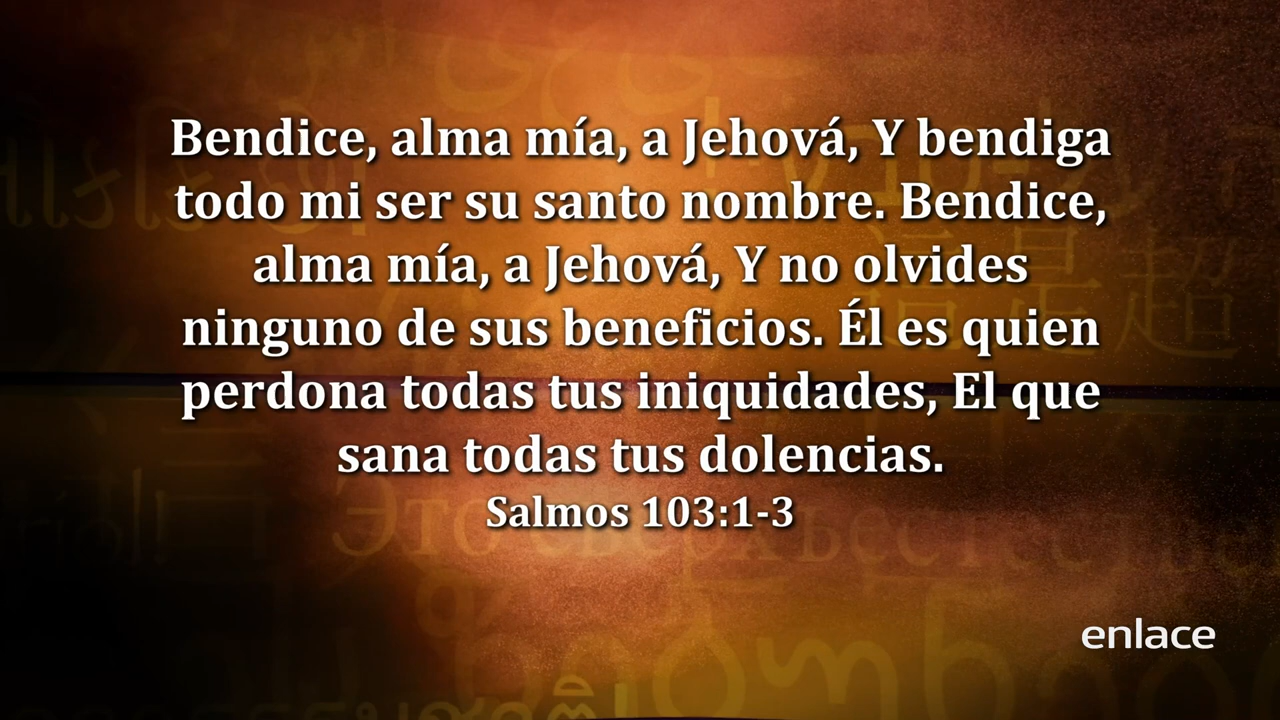 Bendice, alma mía, a Jehová, Y bendiga
todo mi ser su santo nombre. Bendice,
alma mía, a Jehová, Y no olvides
ninguno de sus beneficios. Él es quien
perdona todas tus iniquidades, El que
sana todas tus dolencias.
Salmos 103:1-3
enlace